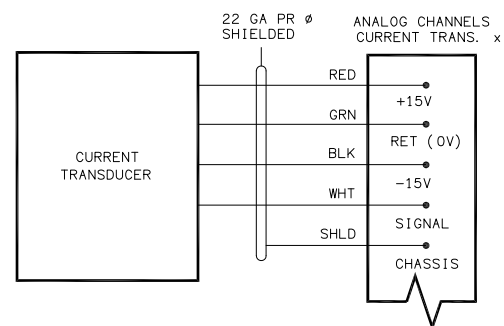 22 GA PR ø
SHIELDED
ANALOG CHANNELS
CURRENT TRANS. x
CURRENT
TRANSDUCER
RED
+15V
GRN
RET (0V)
BLK
-15V
WHT
SIGNAL
SHLD
CHASSIS